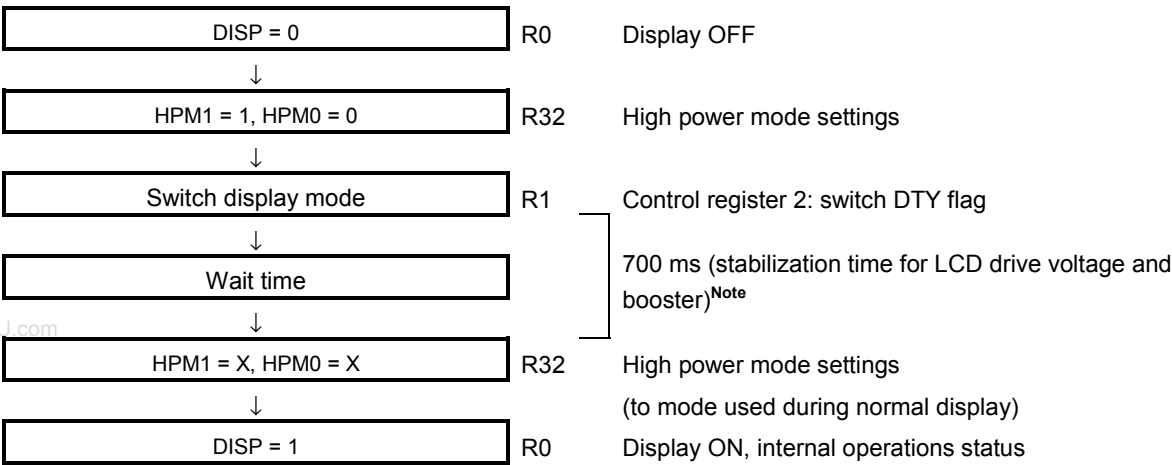 DISP = 0 R0 Display OFF
↓
HPM1 = 1, HPM0 = 0 R32 High power mode settings
↓
Switch display mode R1 Control register 2: switch DTY flag
↓
Wait time
700 ms (stabilization time for LCD drive voltage and
booster)Note
↓
J.com
HPM1 = X, HPM0 = X R32 High power mode settings
↓
(to mode used during normal display)
DISP = 1 R0 Display ON, internal operations status